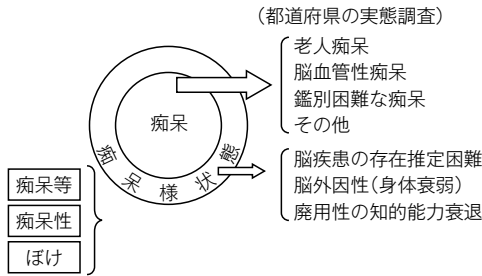 (都道府県の実態調査)
老人痴呆
脳血管性痴呆
鑑別困難な痴呆
その他
痴呆
痴呆様状態
脳疾患の存在推定困難
脳外因性(身体衰弱)
廃用性の知的能力衰退
痴呆等
痴呆性
ぼけ